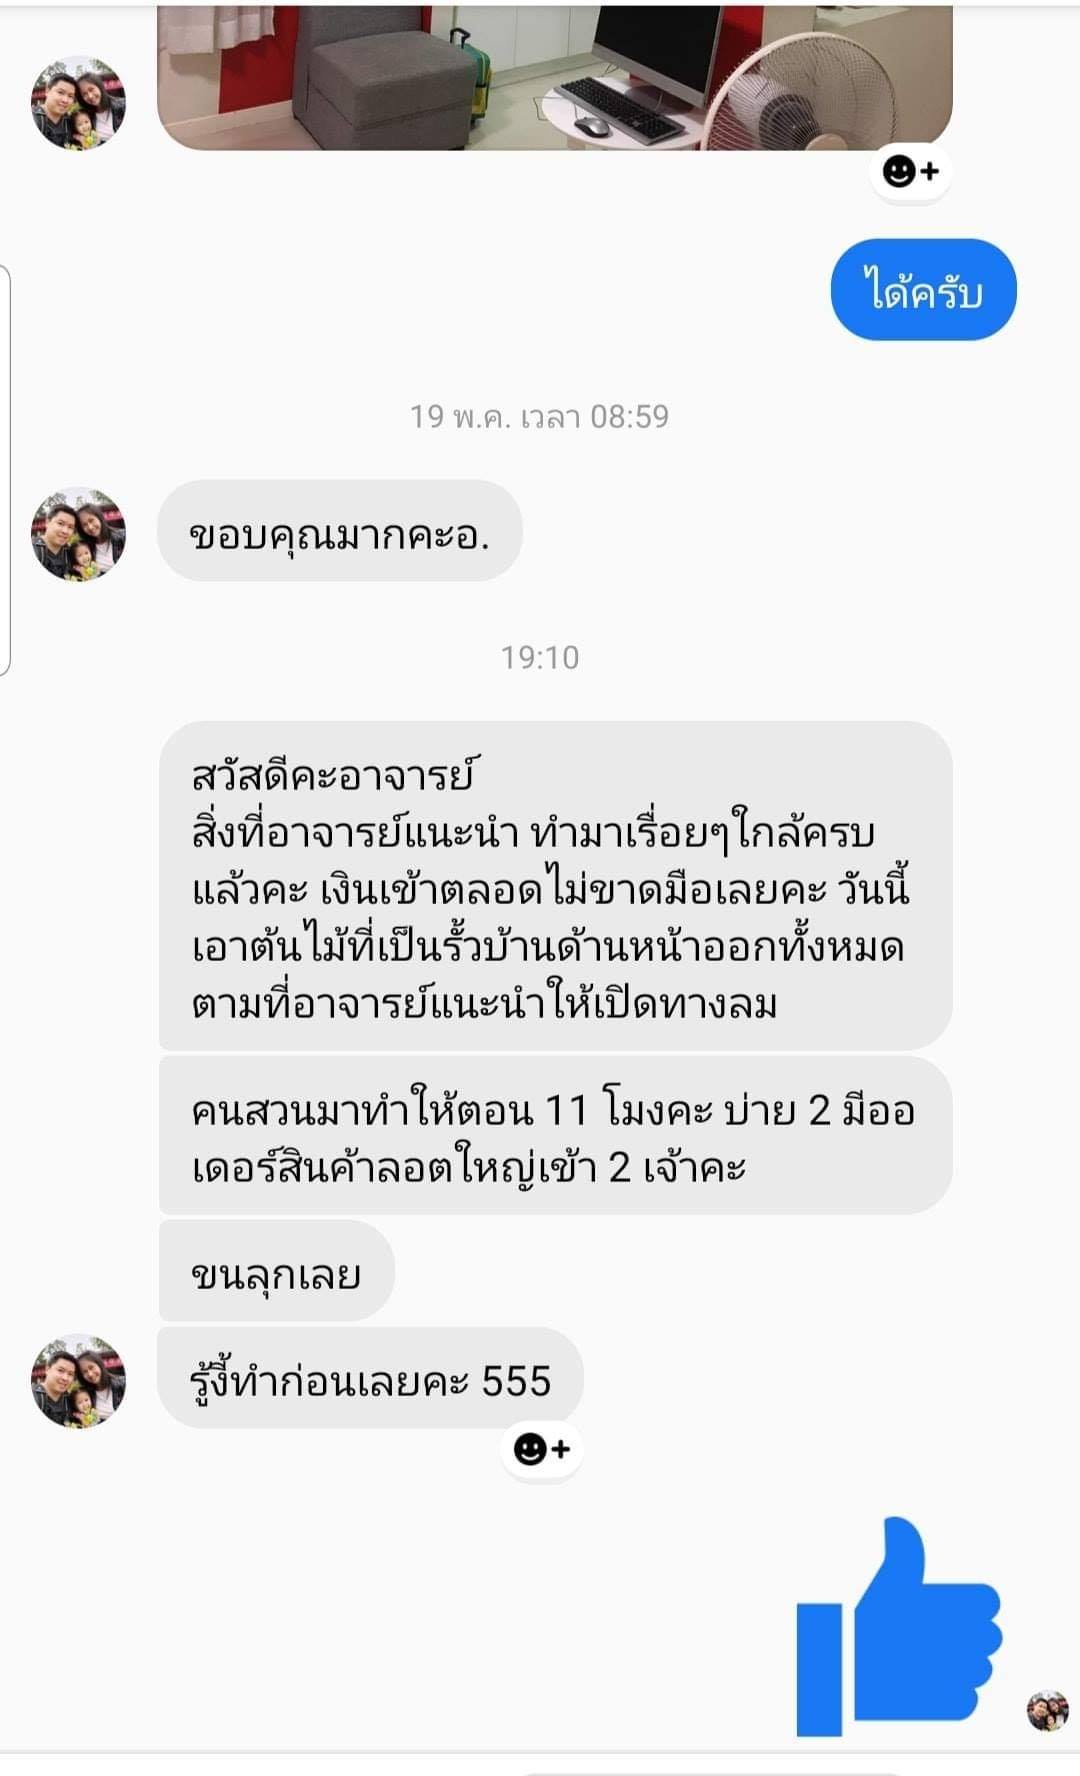 ได้ครับ
19 พ.ค. เวลา 08:59
ขอบคุณมากคะอ.
19:10
สวัสดีคะอาจารย์
สิ่งที่อาจารย์แนะนำ ทำมาเรื่อยๆใกล้ครบ
แล้วคะ เงินเข้าตลอดไม่ขาดมือเลยคะ วันนี้
เอาต้นไม้ที่เป็นรั้วบ้านด้านหน้าออกทั้งหมด
ตามที่อาจารย์แนะนำให้เปิดทางลม
คนสวนมาทำให้ตอน 11 โมงคะ บ่าย 2 มีออ
เดอร์สินค้าลอตใหญ่เข้า 2 เจ้าคะ
ขนลุกเลย
รู้งี้ทำก่อนเลยคะ 555